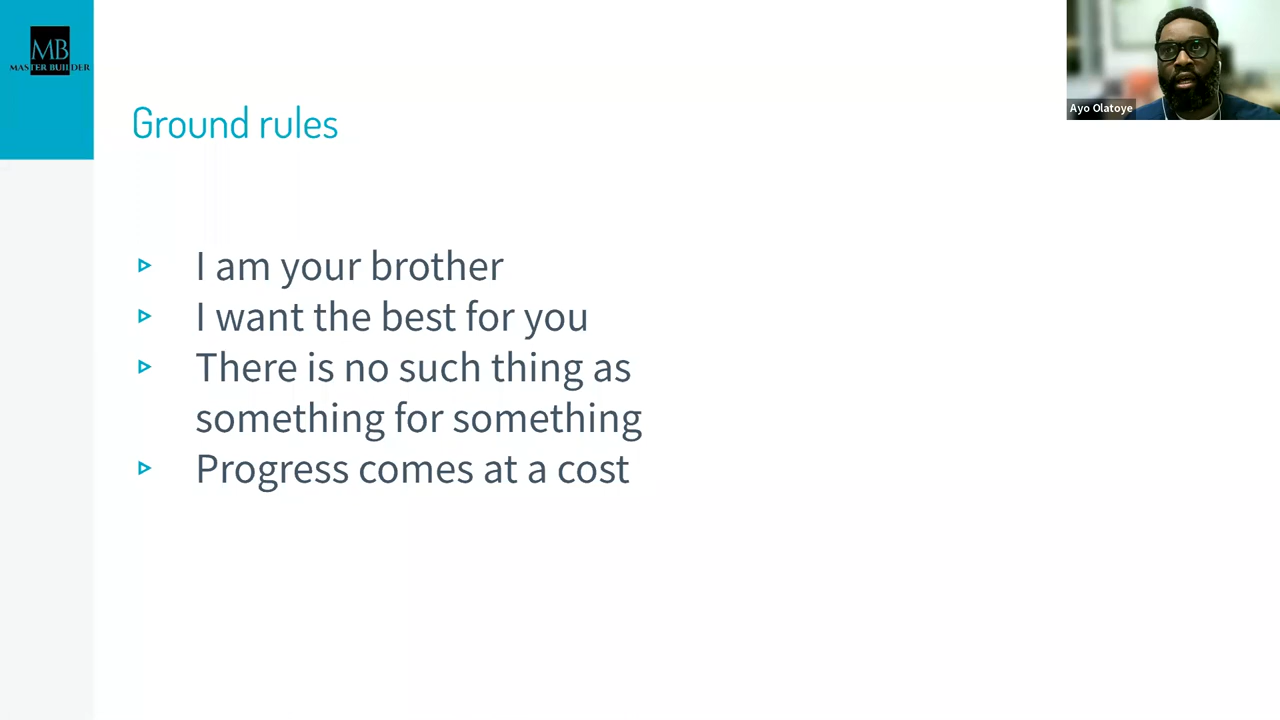 MB
MASTER BUILDER
Ayo Olatoye
Ground rules
I am your brother
I want the best for you
There is no such thing as
something for something
Progress comes at a cost